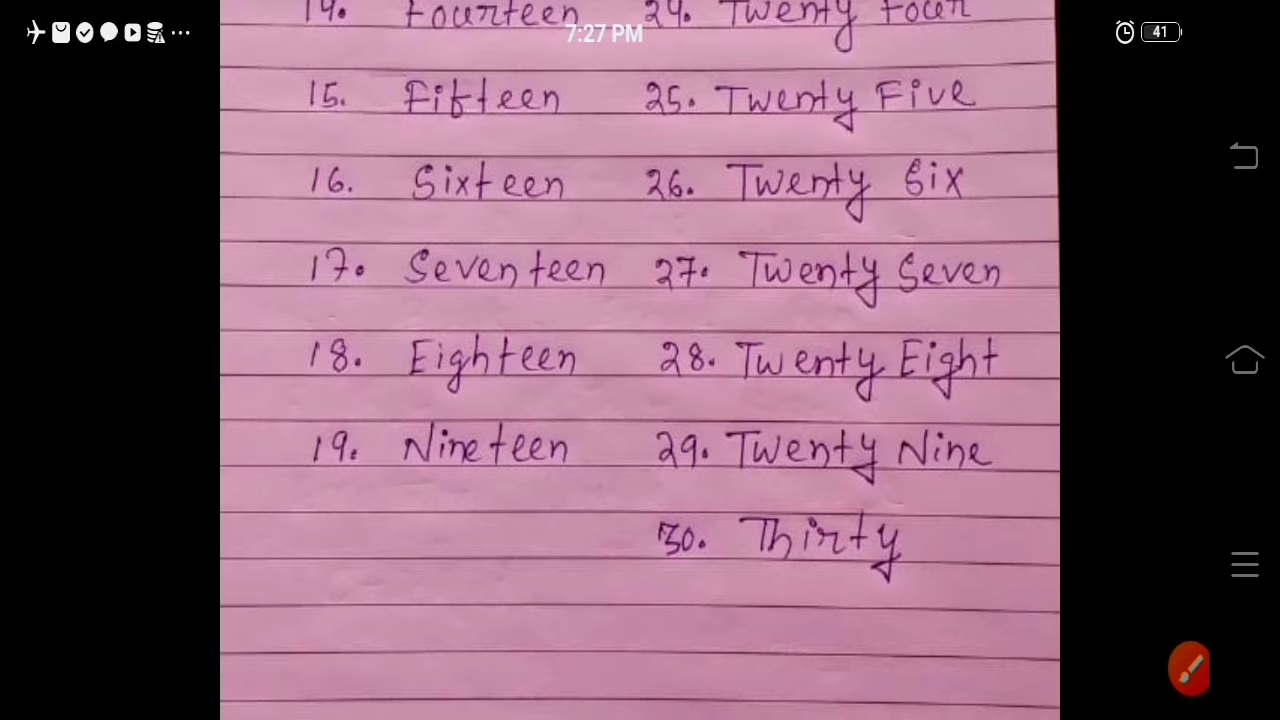 14. Fourteen 24. Twenty Four
7:27 PM
41
15. Fifteen 25. Twenty Five
16. Sixteen 26. Twenty Six
17. Seventeen 27. Twenty Seven
18. Eighteen 28. Twenty Eight
19. Nineteen 29. Twenty Nine
30. Thirty